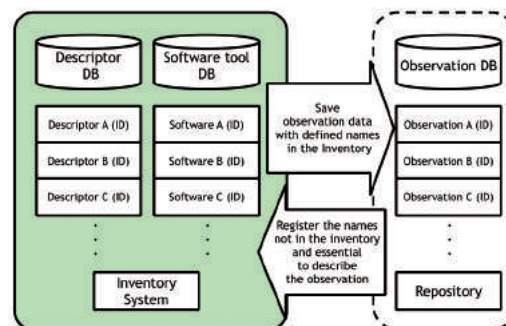 Descriptor
DB
Software tool
DB
Descriptor A (ID)
Descriptor B (ID)
Descriptor C (ID)
Software A (ID)
Software B (ID)
Software C (ID)
Inventory
System
Save
observation data
with defined names
in the Inventory
Register the names
not in the inventory
and essential
to describe
the observation
Observation DB
Observation A (ID)
Observation B (ID)
Observation C (ID)
Repository